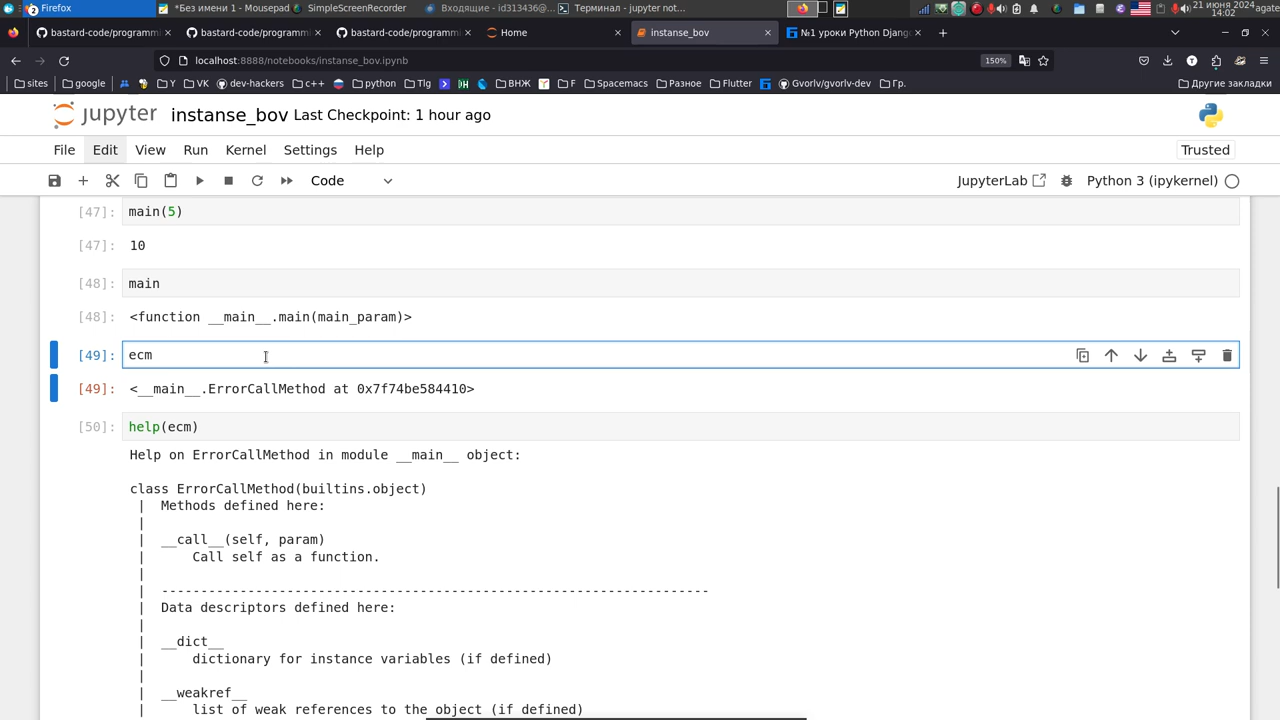 Firefox
2
*Без имени 1 - Mousepad
SimpleScreenRecorder
Входящие - id313436@...
Терминал - jupyter not...
21 июня 2024
14:02
agate
bastard-code/programmi
bastard-code/programmi
bastard-code/programmi
Home
instanse_bov
№1 уроки Python Djang
localhost:8888/notebooks/instanse_bov.ipynb
150%
sites
google
Y
VK
dev-hackers
c++
python
Tlg
ВНЖ
F
Spacemacs
Разное
Flutter
Gvorlv/gvorlv-dev
Гр.
Другие закладки
jupyter
instanse_bov Last Checkpoint: 1 hour ago
File
Edit
View
Run
Kernel
Settings
Help
Trusted
Code
JupyterLab
Python 3 (ipykernel)
[47]: main(5)
[47]: 10
[48]: main
[48]: <function __main__.main(main_param)>
[49]: ecm
[49]: <__main__.ErrorCallMethod at 0x7f74be584410>
[50]: help(ecm)
Help on ErrorCallMethod in module __main__ object:
class ErrorCallMethod(builtins.object)
| Methods defined here:
|
| __call__(self, param)
| Call self as a function.
|
| ----------------------------------------------------------------------
| Data descriptors defined here:
|
| __dict__
| dictionary for instance variables (if defined)
|
| __weakref__
| list of weak references to the object (if defined)